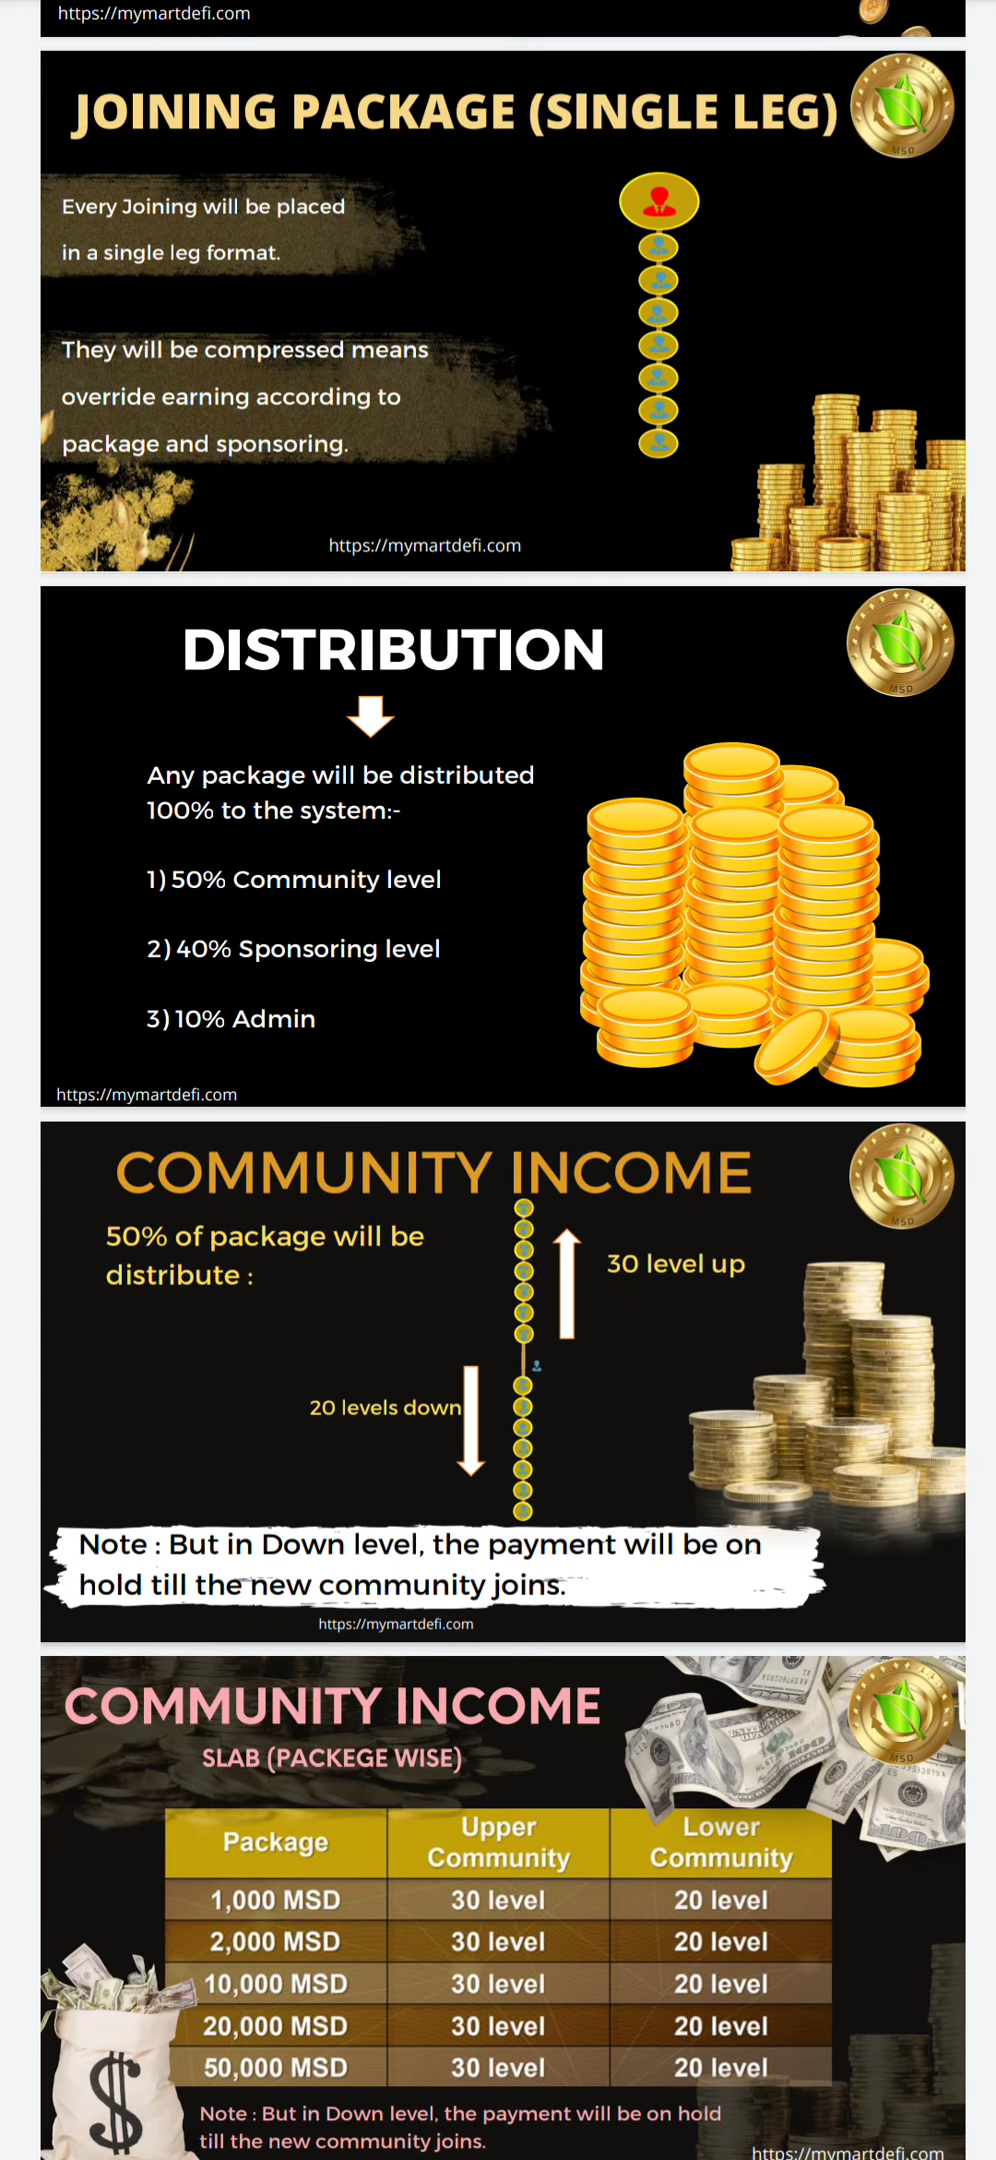 https://mymartdefi.com
JOINING PACKAGE (SINGLE LEG)
MSD
Every Joining will be placed
in a single leg format.
They will be compressed means
override earning according to
package and sponsoring.
https://mymartdefi.com
DISTRIBUTION
MSD
Any package will be distributed
100% to the system:-
1) 50% Community level
2) 40% Sponsoring level
3) 10% Admin
https://mymartdefi.com
COMMUNITY INCOME
MSD
50% of package will be
distribute :
30 level up
20 levels down
Note : But in Down level, the payment will be on
hold till the new community joins.
https://mymartdefi.com
COMMUNITY INCOME
SLAB (PACKEGE WISE)
MSD
Package Upper Community Lower Community
1,000 MSD 30 level 20 level
2,000 MSD 30 level 20 level
10,000 MSD 30 level 20 level
20,000 MSD 30 level 20 level
50,000 MSD 30 level 20 level
$
Note : But in Down level, the payment will be on hold
till the new community joins.
https://mymartdefi.com